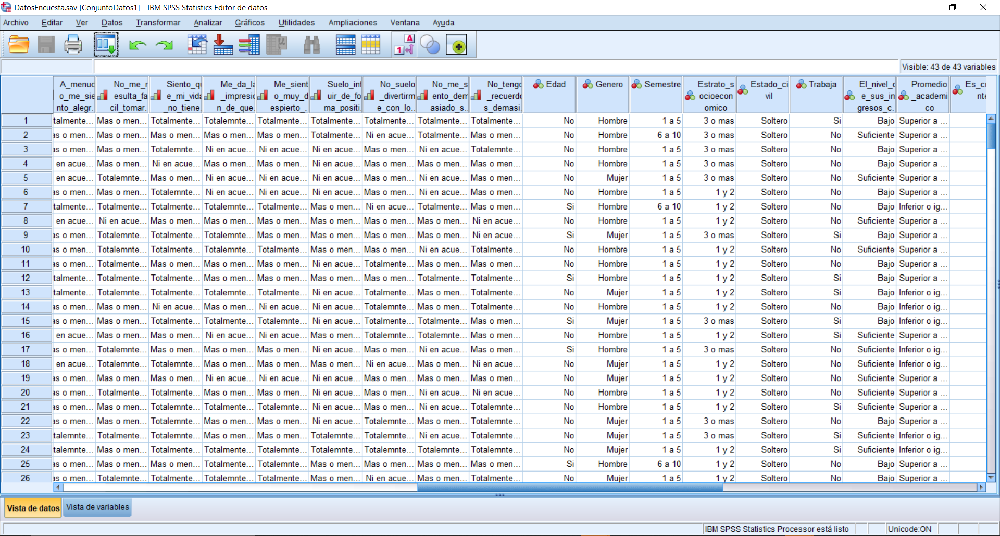 DatosEncuesta.sav [ConjuntoDatos1] - IBM SPSS Statistics Editor de datos
Archivo Editar Ver Datos Transformar Analizar Gráficos Utilidades Ampliaciones Ventana Ayuda
Visible: 43 de 43 variables
A_menud No_me_r Siento_q Me_da_la Me_sient Suelo_inf No_suelo No_me_s No_tengo Edad Genero Semestre Estrato_s Estado_ci Trabaja El_nivel_d Promedio Es_cr
o_me_sie esulta_fa e_mi_vida _impresió o_muy_d uir_de_fo _divertirm ento_dem _recuerdo ocioecon vil e_sus_in _academi nte
nto_alegr. cil_tomar. _no_tiene. n_de_que. espierto_. ma_positi. e_con_lo.. asiado_s.. s_demasi. omico gresos_c. co
1 talmente... Mas o men... Totalmente... Totalemnte... Totalmente... Totalmente... Totalmente... Totalmente... Totalmente... No Hombre 1 a 5 3 o mas Soltero Si Bajo Superior a ...
2 as o men... Mas o men... Mas o men... Mas o men... Mas o men... Totalmente... Ni en acue... Totalmente... Mas o men... No Hombre 6 a 10 3 o mas Soltero No Suficiente Superior a ...
3 as o men... Mas o men... Totalemnte... Ni en acue... Ni en acue... Ni en acue... Mas o men... Ni en acue... Totalemnte... No Hombre 1 a 5 3 o mas Soltero No Bajo Superior a ...
4 en acue... Mas o men... Ni en acue... Mas o men... Mas o men... Ni en acue... Mas o men... Mas o men... Mas o men... No Hombre 1 a 5 3 o mas Soltero No Bajo Superior a ...
5 en acue... Totalemnte... Mas o men... Ni en acue... Ni en acue... Ni en acue... Mas o men... Ni en acue... Mas o men... No Mujer 1 a 5 3 o mas Soltero No Suficiente Superior a ...
6 as o men... Mas o men... Totalemnte... Ni en acue... Ni en acue... Ni en acue... Mas o men... Ni en acue... Mas o men... No Hombre 1 a 5 1 y 2 Soltero No Bajo Superior a ...
7 talmente... Totalmente... Totalmente... Totalemnte... Totalmente... Mas o men... Ni en acue... Totalmente... Mas o men... Si Hombre 6 a 10 1 y 2 Soltero No Bajo Inferior o ig...
8 en acue... Ni en acue... Mas o men... Mas o men... Mas o men... Mas o men... Mas o men... Mas o men... Ni en acue... No Hombre 1 a 5 1 y 2 Soltero No Suficiente Superior a ...
9 as o men... Totalemnte... Totalmente... Totalemnte... Mas o men... Mas o men... Mas o men... Mas o men... Ni en acue... Si Mujer 1 a 5 3 o mas Soltero Si Bajo Superior a ...
10 as o men... Totalemnte... Totalmente... Totalemnte... Totalmente... Mas o men... Mas o men... Ni en acue... Totalmente... No Hombre 1 a 5 1 y 2 Soltero No Suficiente Superior a ...
11 as o men... Totalemnte... Mas o men... Mas o men... Mas o men... Ni en acue... Totalmente... Mas o men... Mas o men... No Hombre 1 a 5 1 y 2 Soltero No Bajo Superior a ...
12 talmente... Totalemnte... Totalmente... Mas o men... Mas o men... Mas o men... Mas o men... Totalmente... Totalmente... Si Hombre 1 a 5 1 y 2 Soltero Si Bajo Superior a ...
13 talmente... Totalemnte... Totalmente... Totalmente... Totalmente... Ni en acue... Mas o men... Mas o men... Totalmente... No Mujer 1 a 5 1 y 2 Soltero Si Bajo Inferior o ig...
14 as o men... Mas o men... Ni en acue... Mas o men... Ni en acue... Ni en acue... Totalemnte... Mas o men... Totalmente... No Hombre 1 a 5 1 y 2 Soltero No Bajo Inferior o ig...
15 as o men... Mas o men... Totalmente... Totalmente... Totalemnte... Ni en acue... Totalmente... Totalmente... Mas o men... Si Mujer 1 a 5 3 o mas Soltero Si Bajo Inferior o ig...
16 en acue... Mas o men... Mas o men... Ni en acue... Ni en acue... Mas o men... Totalemnte... Totalemnte... Mas o men... No Hombre 1 a 5 1 y 2 Soltero Si Suficiente Superior a ...
17 as o men... Totalemnte... Mas o men... Mas o men... Mas o men... Ni en acue... Mas o men... Ni en acue... Mas o men... Si Hombre 1 a 5 3 o mas Soltero No Suficiente Inferior o ig...
18 en acue... Totalemnte... Totalemnte... Mas o men... Mas o men... Mas o men... Ni en acue... Mas o men... Ni en acue... No Mujer 1 a 5 1 y 2 Soltero No Suficiente Inferior o ig...
19 as o men... Mas o men... Mas o men... Ni en acue... Ni en acue... Ni en acue... Mas o men... Mas o men... Mas o men... No Mujer 1 a 5 1 y 2 Soltero No Suficiente Superior a ...
20 as o men... Totalmente... Totalmente... Mas o men... Mas o men... Ni en acue... Mas o men... Ni en acue... Ni en acue... No Hombre 1 a 5 1 y 2 Soltero No Suficiente Superior a ...
21 as o men... Mas o men... Totalemnte... Totalmente... Totalemnte... Ni en acue... Mas o men... Ni en acue... Totalemnte... No Hombre 1 a 5 1 y 2 Soltero Si Suficiente Superior a ...
22 as o men... Mas o men... Totalemnte... Mas o men... Mas o men... Ni en acue... Totalemnte... Mas o men... Totalemnte... No Mujer 1 a 5 3 o mas Soltero No Bajo Superior a ...
23 talemnte... Totalmente... Totalemnte... Mas o men... Mas o men... Totalemnte... Totalemnte... Ni en acue... Totalemnte... No Mujer 1 a 5 3 o mas Soltero Si Suficiente Inferior o ig...
24 talemnte... Mas o men... Totalmente... Totalmente... Totalemnte... Totalemnte... Totalemnte... Totalemnte... Totalemnte... No Mujer 1 a 5 1 y 2 Soltero Si Suficiente Inferior o ig...
25 as o men... Mas o men... Mas o men... Totalmente... Totalemnte... Mas o men... Mas o men... Mas o men... Mas o men... Si Hombre 6 a 10 1 y 2 Soltero No Bajo Superior a ...
26 as o men... Totalemnte... Totalemnte... Totalemnte... Totalmente... Mas o men... Ni en acue... Mas o men... Totalmente... No Mujer 1 a 5 1 y 2 Soltero No Bajo Superior a ...
Vista de datos Vista de variables
IBM SPSS Statistics Processor está listo Unicode:ON